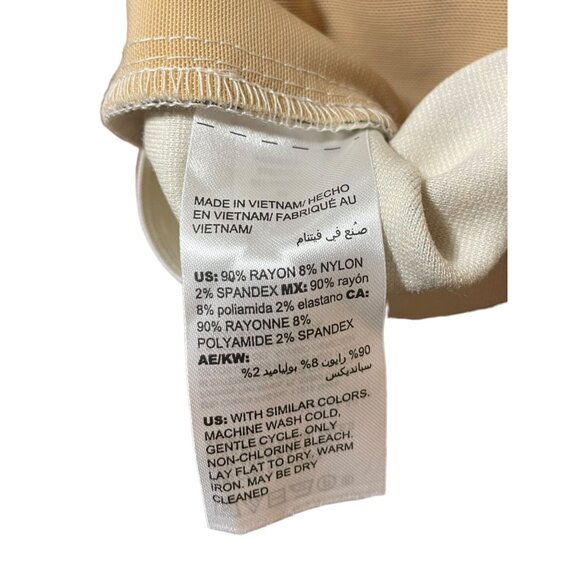 MADE IN VIETNAM/ HECHO
EN VIETNAM/ FABRIQUÉ AU
VIETNAM/
صُنع في فيتنام
US: 90% RAYON 8% NYLON
2% SPANDEX MX: 90% rayón
8% poliamida 2% elastano CA:
90% RAYONNE 8%
POLYAMIDE 2% SPANDEX
AE/KW:
90% رايون 8% بولياميد 2%
سبانديكس
US: WITH SIMILAR COLORS.
MACHINE WASH COLD,
GENTLE CYCLE, ONLY
NON-CHLORINE BLEACH.
LAY FLAT TO DRY. WARM
IRON. MAY BE DRY
CLEANED